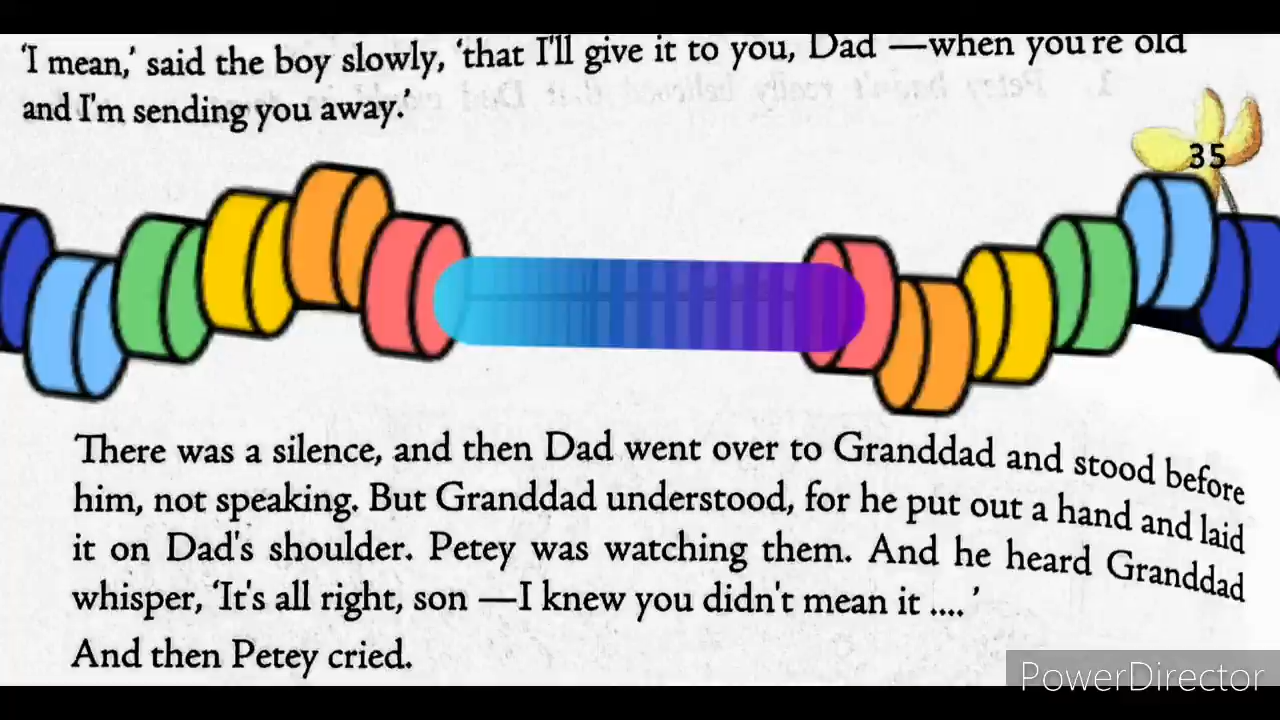 'I mean,' said the boy slowly, 'that I'll give it to you, Dad —when you're old
and I'm sending you away.'
35
There was a silence, and then Dad went over to Granddad and stood before
him, not speaking. But Granddad understood, for he put out a hand and laid
it on Dad's shoulder. Petey was watching them. And he heard Granddad
whisper, 'It's all right, son —I knew you didn't mean it ....'
And then Petey cried.
PowerDirector